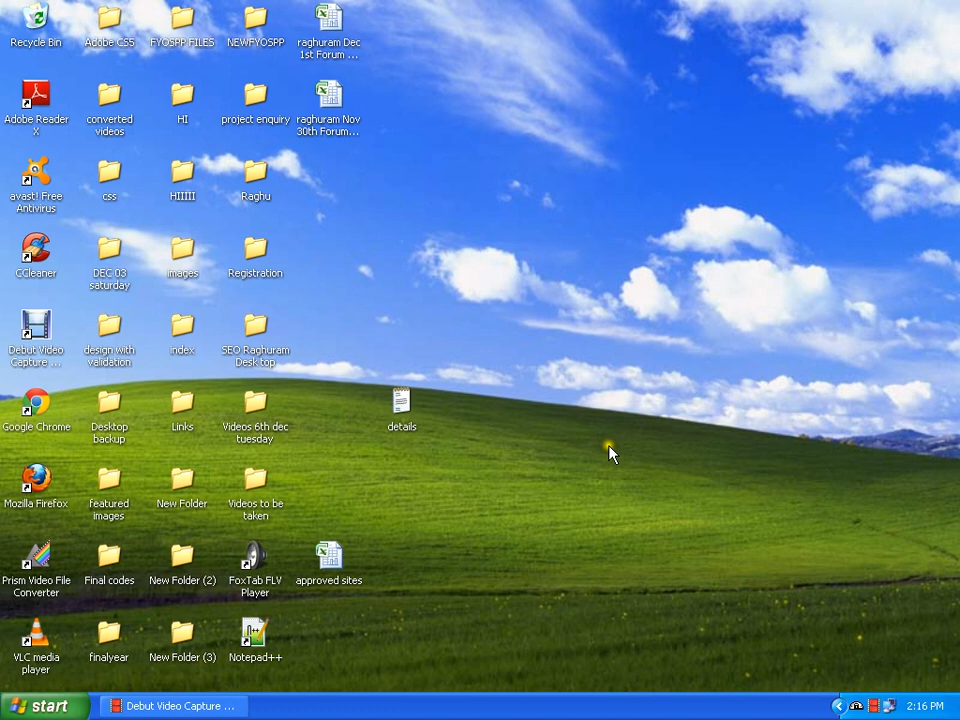 Recycle Bin
Adobe CS5
FYOSPP FILES
NEWFYOSPP
raghuram Dec
1st Forum ...
Adobe Reader
X
converted
videos
HI
project enquiry
raghuram Nov
30th Forum...
avast! Free
Antivirus
css
HIIIII
Raghu
CCleaner
DEC 03
saturday
images
Registration
Debut Video
Capture ...
design with
validation
index
SEO Raghuram
Desk top
Google Chrome
Desktop
backup
Links
Videos 6th dec
tuesday
details
Mozilla Firefox
featured
images
New Folder
Videos to be
taken
Prism Video File
Converter
Final codes
New Folder (2)
FoxTab FLV
Player
approved sites
VLC media
player
finalyear
New Folder (3)
Notepad++
start
Debut Video Capture ...
2:16 PM